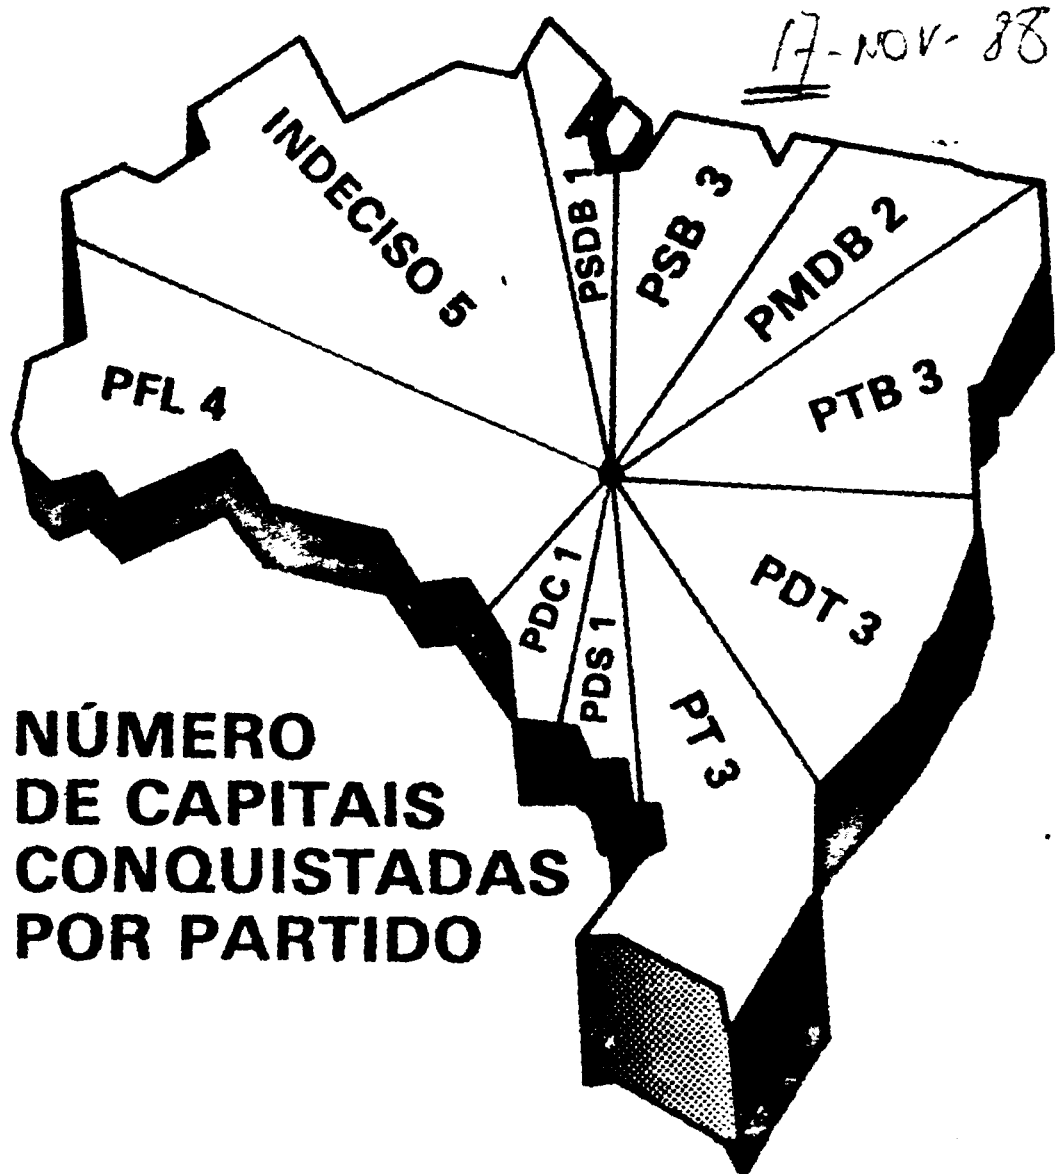 17-NOV-88
INDECISO 5
PSDB 1
PSB 3
PMDB 2
PTB 3
PFL 4
PDT 3
PDC 1
PDS 1
PT 3
NÚMERO
DE CAPITAIS
CONQUISTADAS
POR PARTIDO